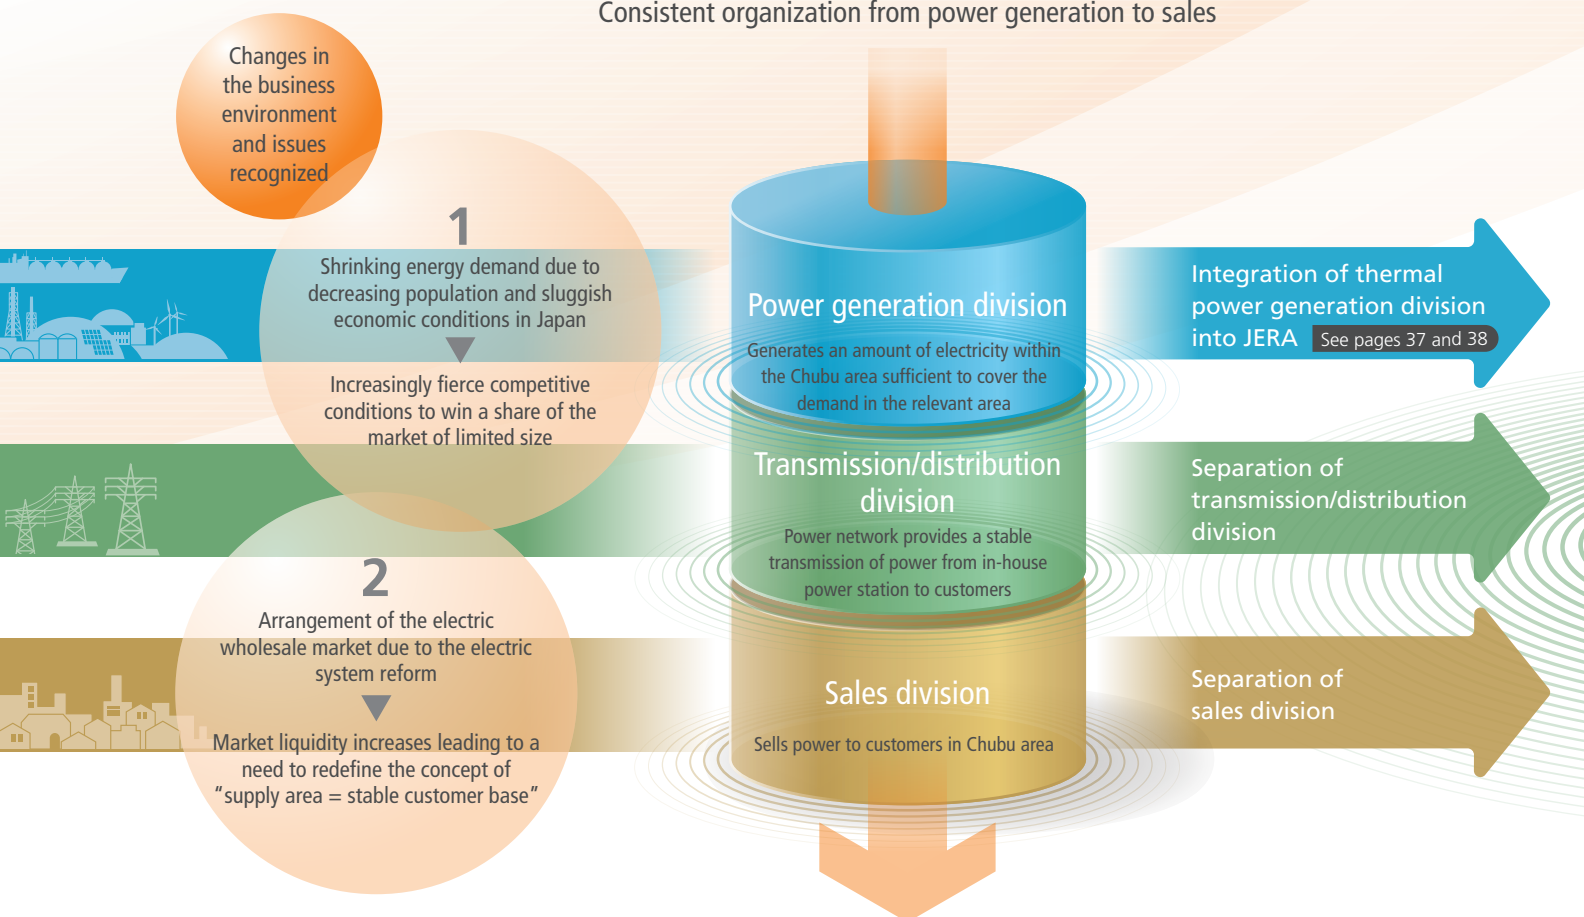 Consistent organization from power generation to sales
Changes in
the business
environment
and issues
recognized
1
Shrinking energy demand due to
decreasing population and sluggish
economic conditions in Japan
Increasingly fierce competitive
conditions to win a share of the
market of limited size
2
Arrangement of the electric
wholesale market due to the electric
system reform
Market liquidity increases leading to a
need to redefine the concept of
“supply area = stable customer base”
Power generation division
Generates an amount of electricity within
the Chubu area sufficient to cover the
demand in the relevant area
Transmission/distribution
division
Power network provides a stable
transmission of power from in-house
power station to customers
Sales division
Sells power to customers in Chubu area
Integration of thermal
power generation division
into JERA See pages 37 and 38
Separation of
transmission/distribution
division
Separation of
sales division